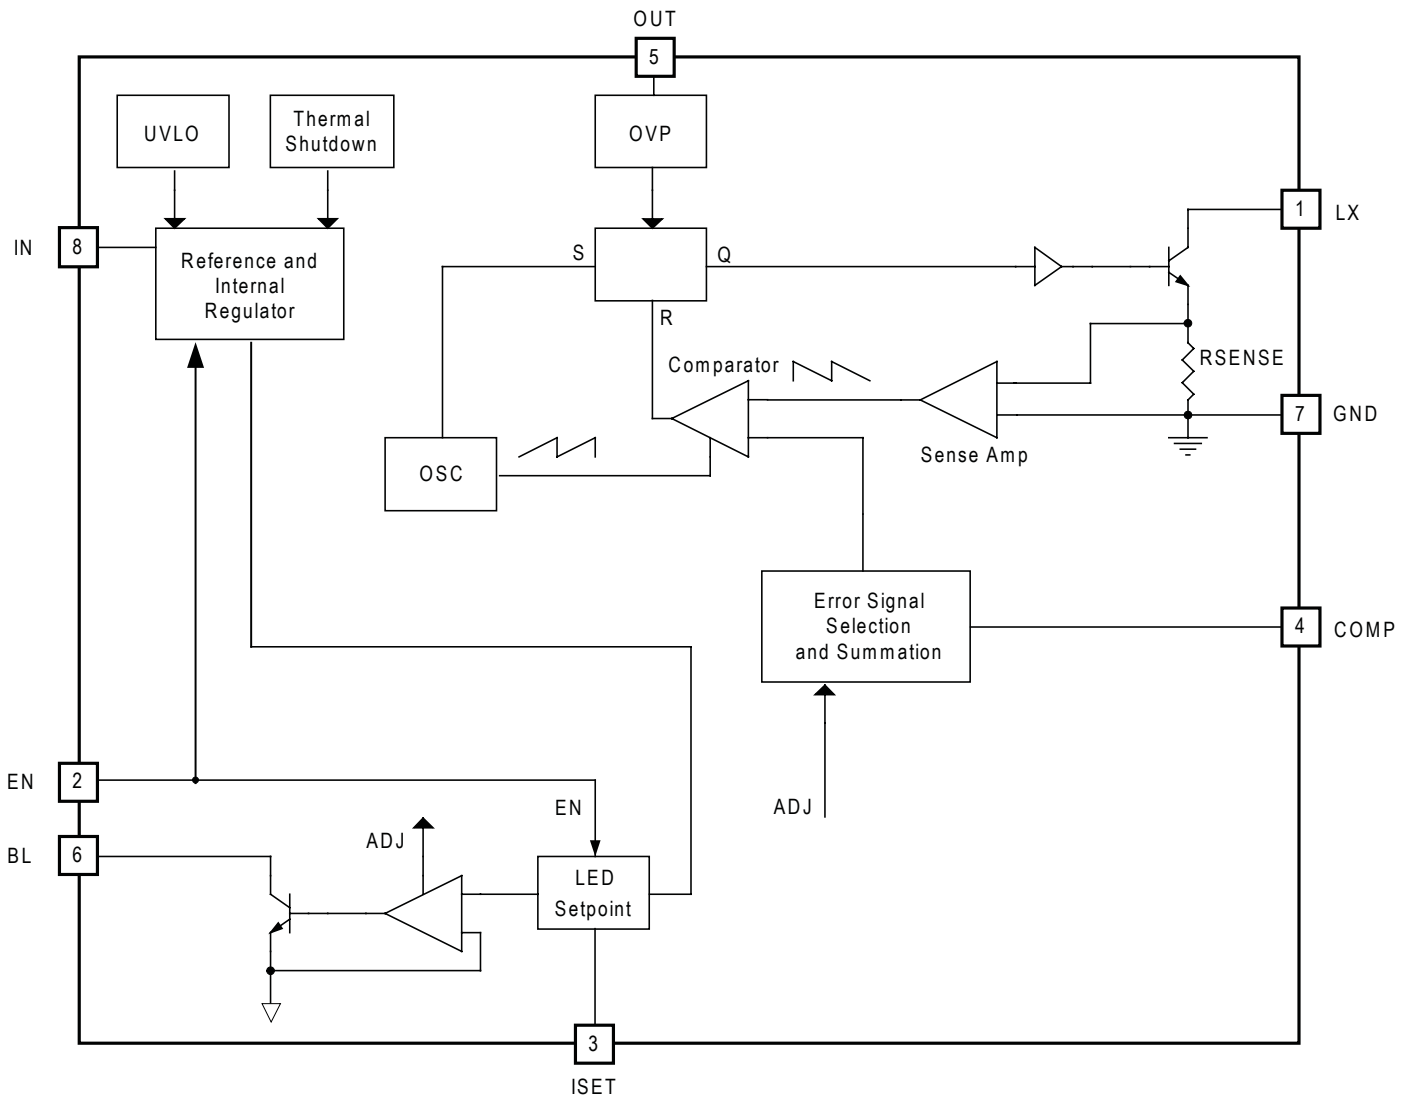 OUT
5
UVLO
Thermal
Shutdown
OVP
1
LX
IN
8
Reference and
Internal
Regulator
S
Q
R
Comparator
RSENSE
7
GND
Sense Amp
OSC
Error Signal
Selection
and Summation
4
COMP
EN
2
EN
ADJ
ADJ
BL
6
LED
Setpoint
3
ISET